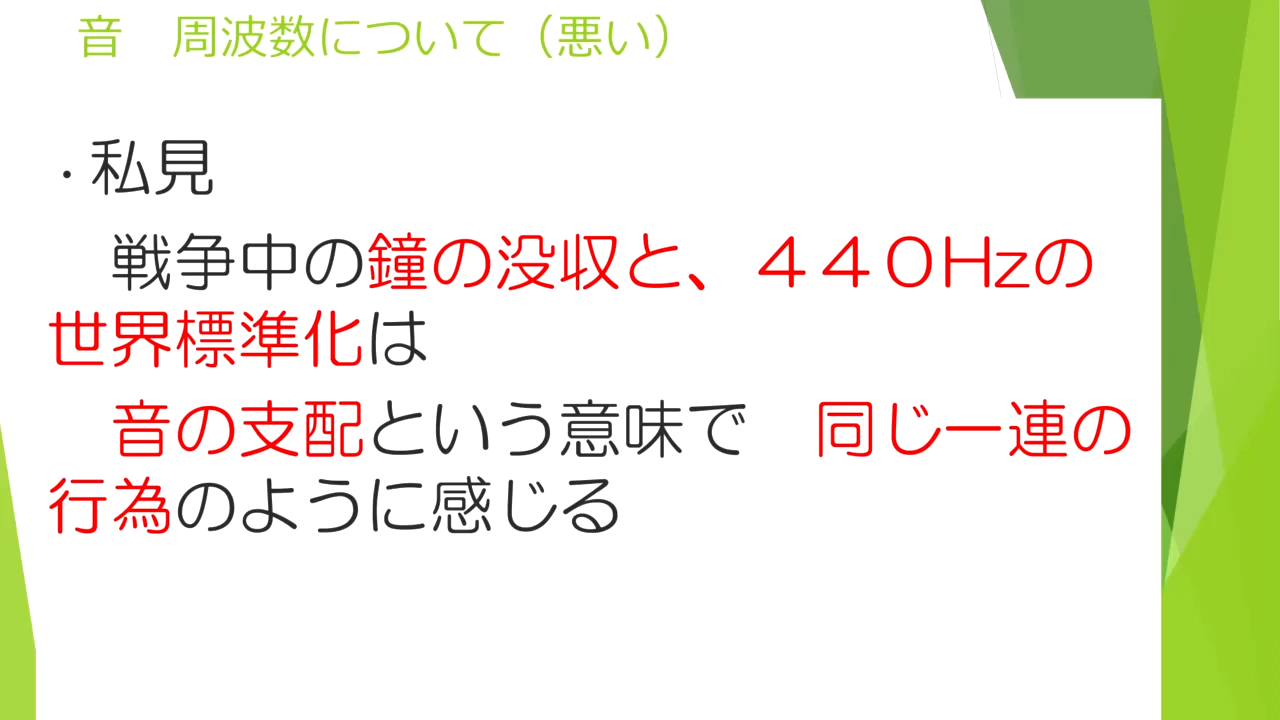 音　周波数について（悪い）
・私見
　戦争中の鐘の没収と、４４０Hzの
世界標準化は
　音の支配という意味で　同じ一連の
行為のように感じる